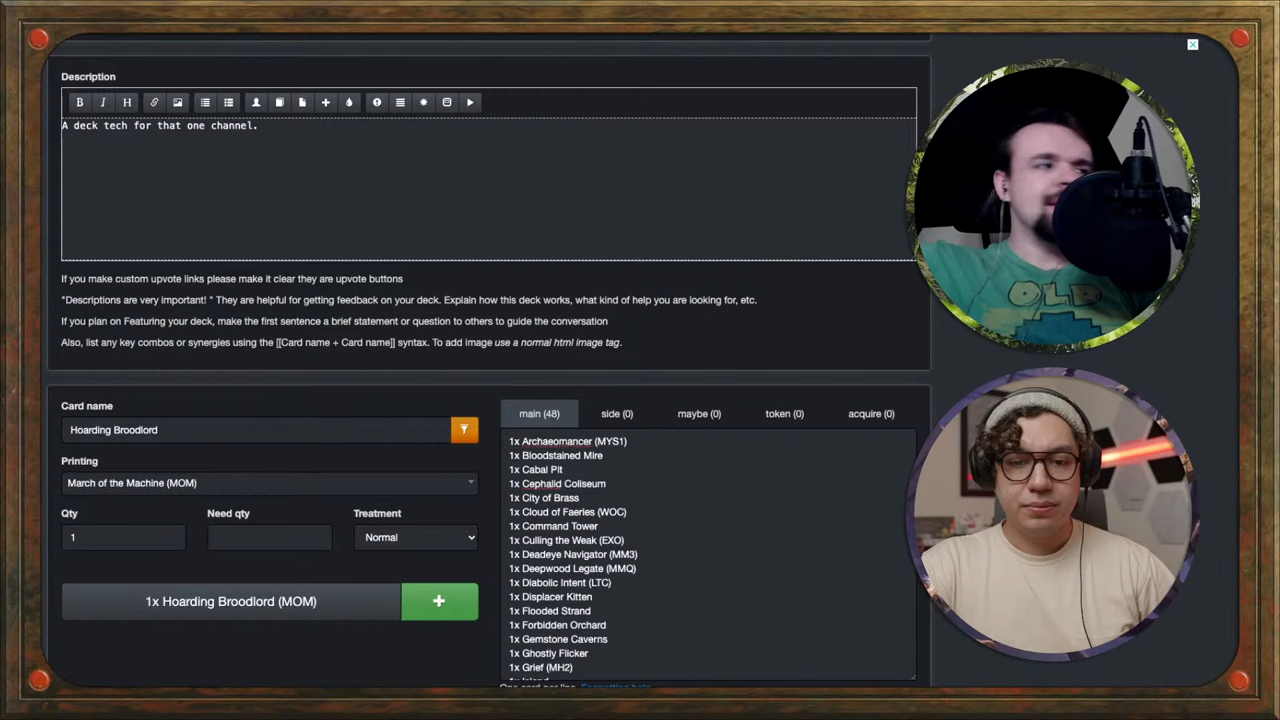 Description
B I H
A deck tech for that one channel.
If you make custom upvote links please make it clear they are upvote buttons
"Descriptions are very important! " They are helpful for getting feedback on your deck. Explain how this deck works, what kind of help you are looking for, etc.
If you plan on Featuring your deck, make the first sentence a brief statement or question to others to guide the conversation
Also, list any key combos or synergies using the [[Card name + Card name]] syntax. To add image use a normal html image tag.
OLD
Card name
Hoarding Broodlord
Printing
March of the Machine (MOM)
Qty Need qty Treatment
1 Normal
1x Hoarding Broodlord (MOM) +
main (48) side (0) maybe (0) token (0) acquire (0)
1x Archaeomancer (MYS1)
1x Bloodstained Mire
1x Cabal Pit
1x Cephalid Coliseum
1x City of Brass
1x Cloud of Faeries (WOC)
1x Command Tower
1x Culling the Weak (EXO)
1x Deadeye Navigator (MM3)
1x Deepwood Legate (MMQ)
1x Diabolic Intent (LTC)
1x Displacer Kitten
1x Flooded Strand
1x Forbidden Orchard
1x Gemstone Caverns
1x Ghostly Flicker
1x Grief (MH2)
1x Island
One card per line. Formatting help